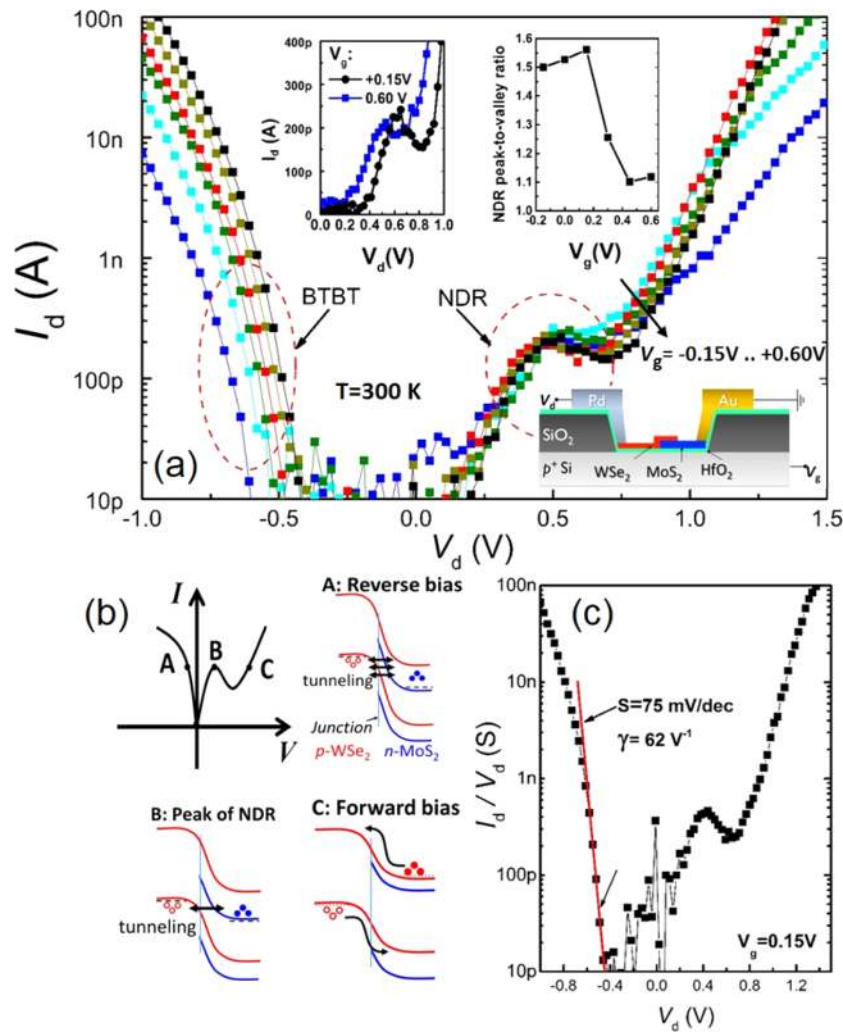 (a)
I_d (A)
100n
10n
1n
100p
10p
-1.0 -0.5 0.0 0.5 1.0 1.5
V_d (V)
BTBT
NDR
T=300 K
V_g= -0.15V .. +0.60V
V_g:
+0.15V
0.60 V
I_d (A)
400p
300p
200p
100p
0
0.0 0.2 0.4 0.6 0.8 1.0
V_d(V)
NDR peak-to-valley ratio
1.6
1.5
1.4
1.3
1.2
1.1
1.0
-0.2 0.0 0.2 0.4 0.6
V_g(V)
V_d
Pd
Au
SiO₂
p⁺ Si
WSe₂
MoS₂
HfO₂
V_g
(b)
I
A
B
C
V
A: Reverse bias
tunneling
Junction
p-WSe₂
n-MoS₂
B: Peak of NDR
tunneling
C: Forward bias
(c)
I_d / V_d (S)
100n
10n
1n
100p
10p
S=75 mV/dec
γ= 62 V⁻¹
V_g=0.15V
-0.8 -0.4 0.0 0.4 0.8 1.2
V_d (V)